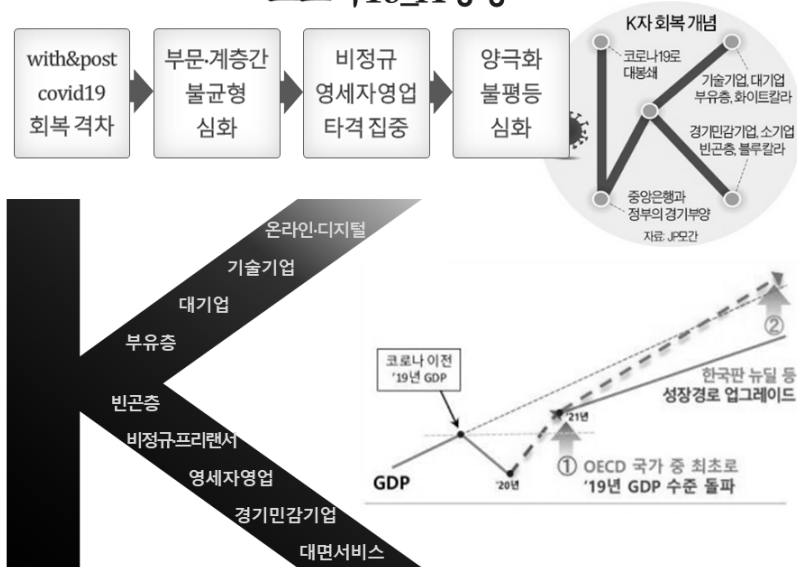 with&post
covid19
회복 격차
부문·계층간
불균형
심화
비정규
영세자영업
타격 집중
양극화
불평등
심화
K자 회복 개념
코로나19로
대봉쇄
기술기업, 대기업
부유층, 화이트칼라
경기민감기업, 소기업
빈곤층, 블루칼라
중앙은행과
정부의 경기부양
자료: JP모간
온라인·디지털
기술기업
대기업
부유층
빈곤층
비정규·프리랜서
영세자영업
경기민감기업
대면서비스
코로나 이전
'19년 GDP
GDP
'20년
'21년
① OECD 국가 중 최초로
'19년 GDP 수준 돌파
②
한국판 뉴딜 등
성장경로 업그레이드